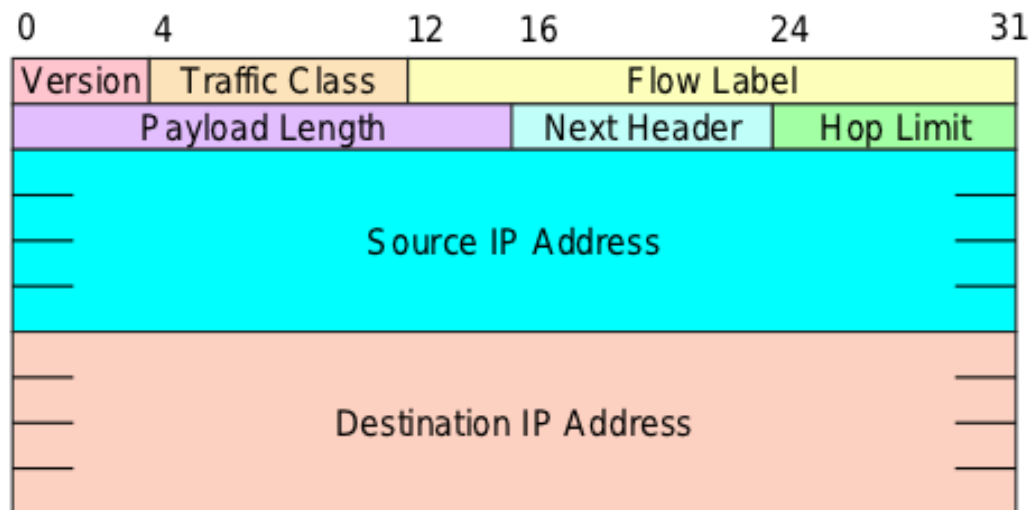 0 4 12 16 24 31
Version Traffic Class Flow Label
Payload Length Next Header Hop Limit
Source IP Address
Destination IP Address